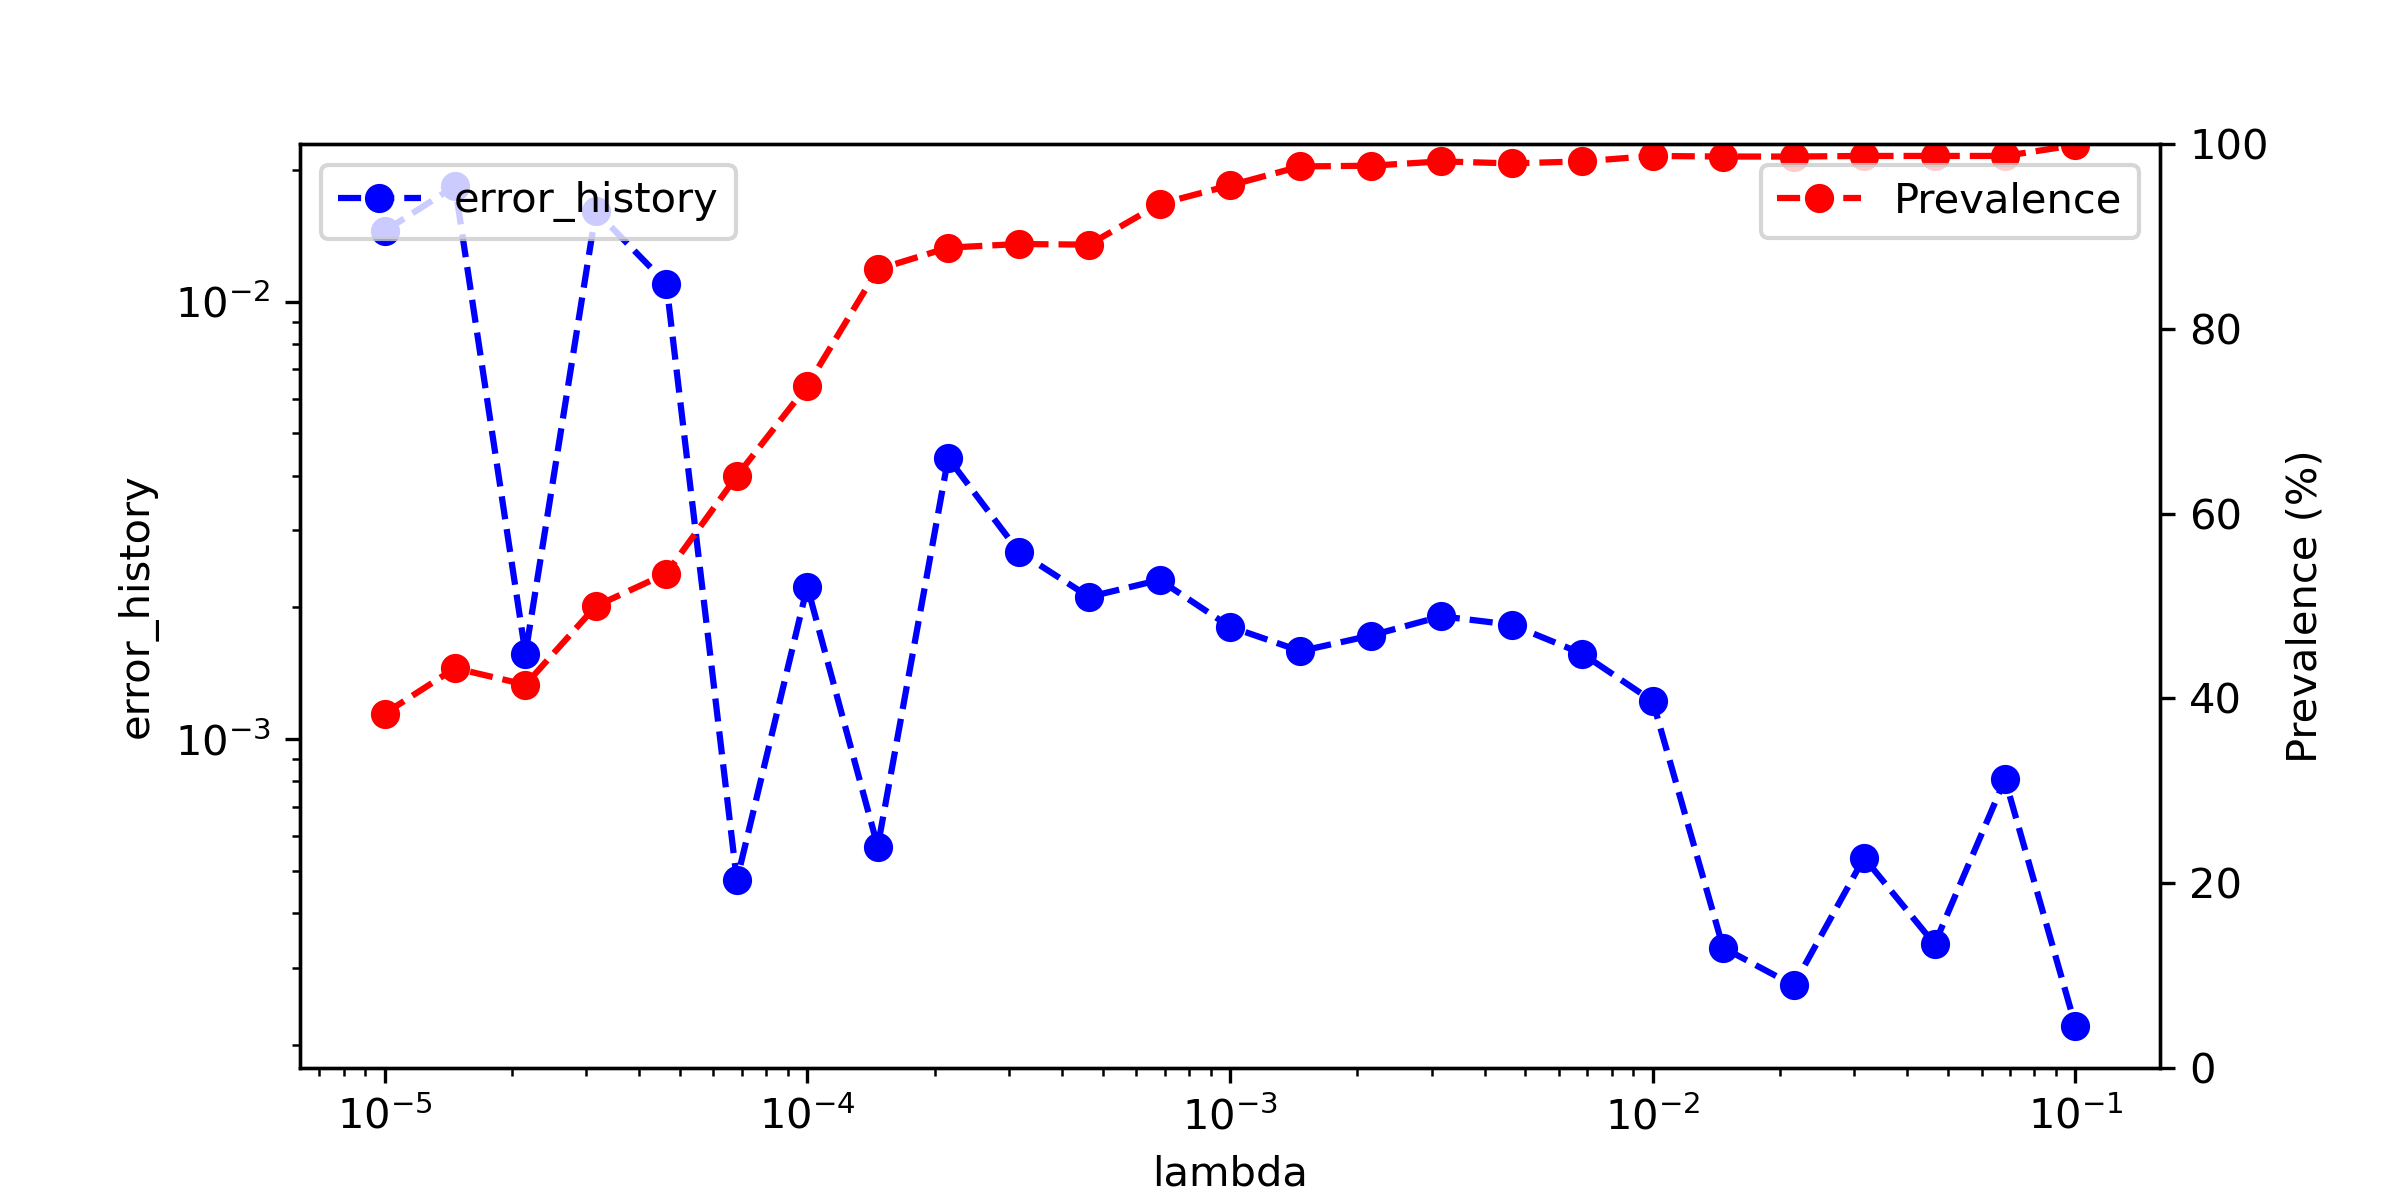 error_history
Prevalence
100
80
60
40
20
0
10⁻²
10⁻³
error_history
Prevalence (%)
10⁻⁵
10⁻⁴
10⁻³
10⁻²
10⁻¹
lambda